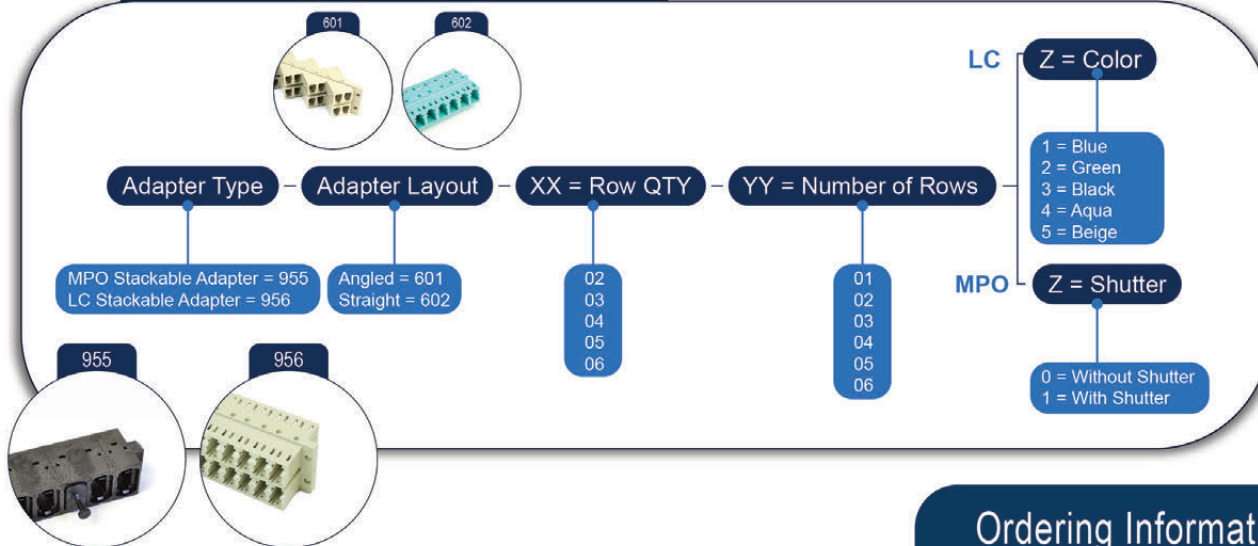 601
602
LC
Z = Color
1 = Blue
2 = Green
3 = Black
4 = Aqua
5 = Beige
Adapter Type – Adapter Layout – XX = Row QTY – YY = Number of Rows
MPO Stackable Adapter = 955
LC Stackable Adapter = 956
Angled = 601
Straight = 602
02
03
04
05
06
01
02
03
04
05
06
MPO
Z = Shutter
0 = Without Shutter
1 = With Shutter
955
956
Ordering Informat